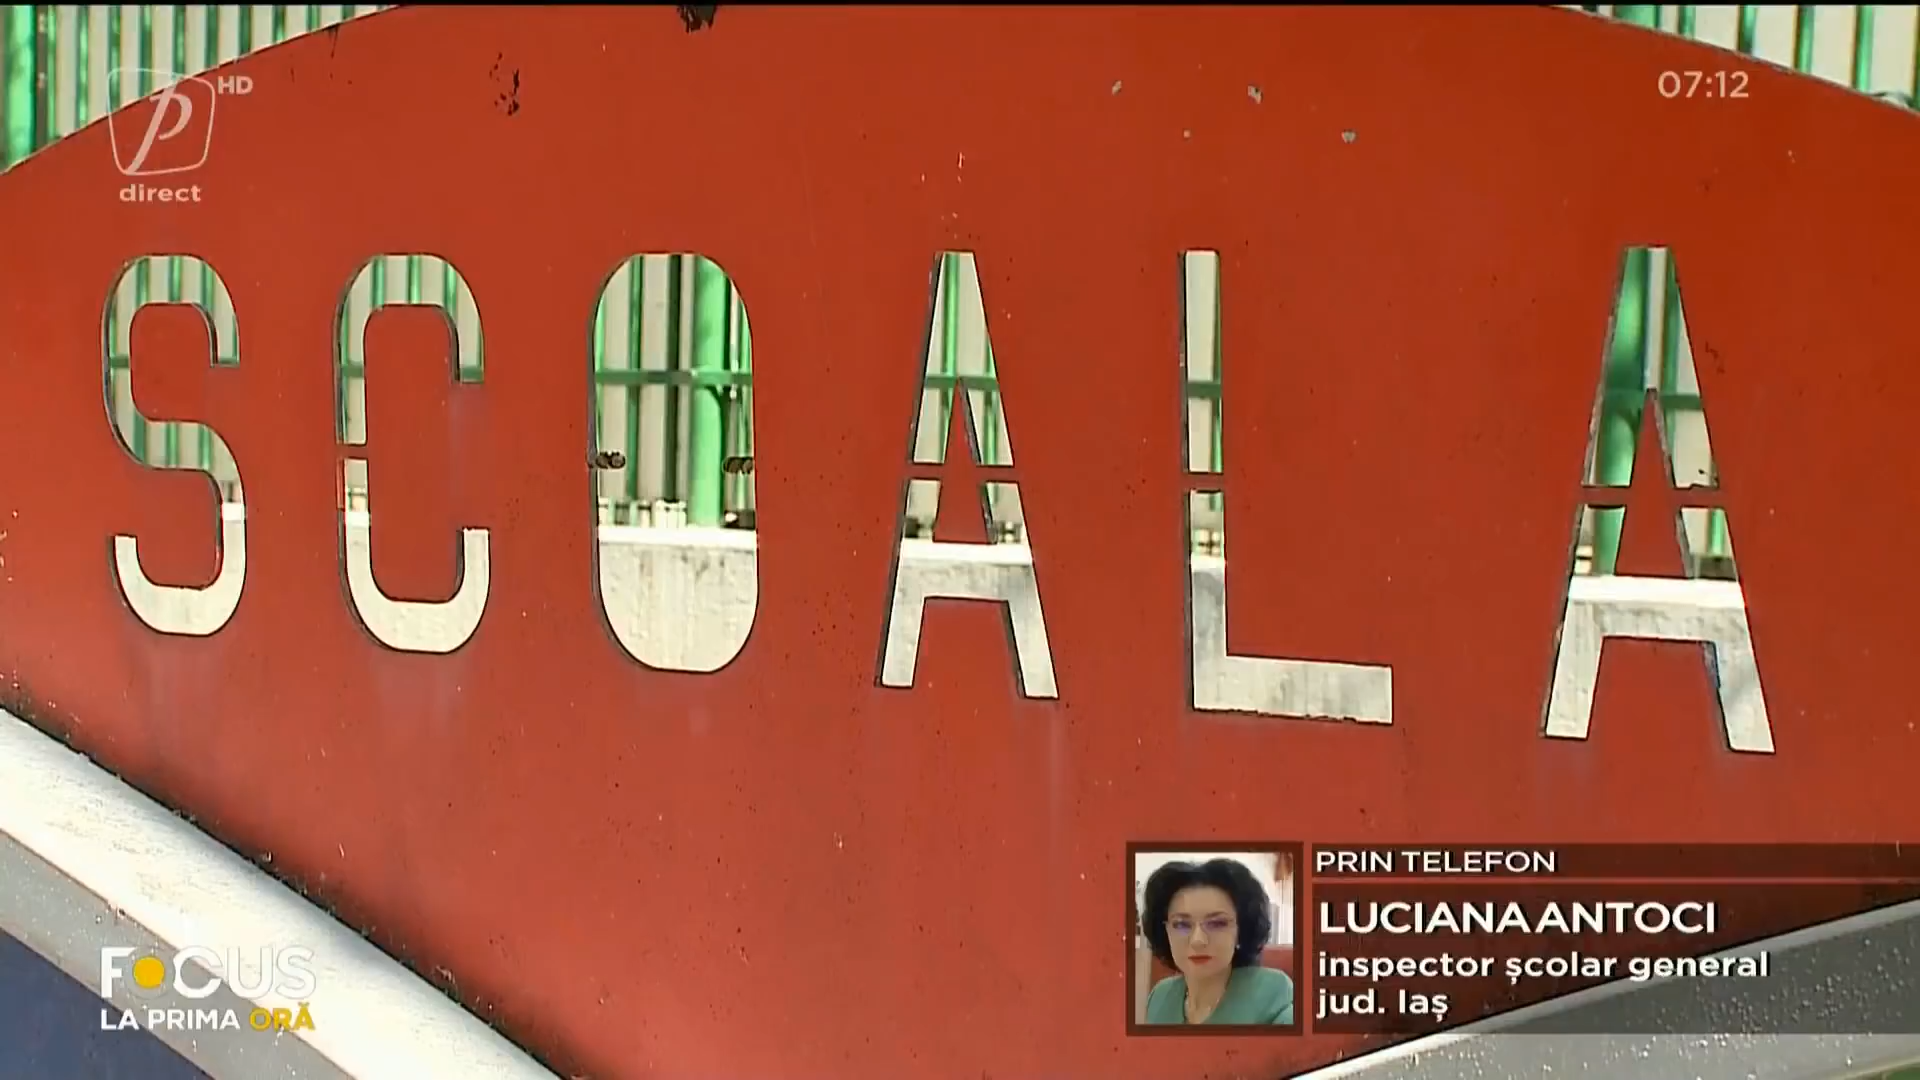 HD
07:12
direct
SCOALA
PRIN TELEFON
LUCIANA ANTOCI
inspector școlar general
jud. Iaș
FOCUS
LA PRIMA ORĂ